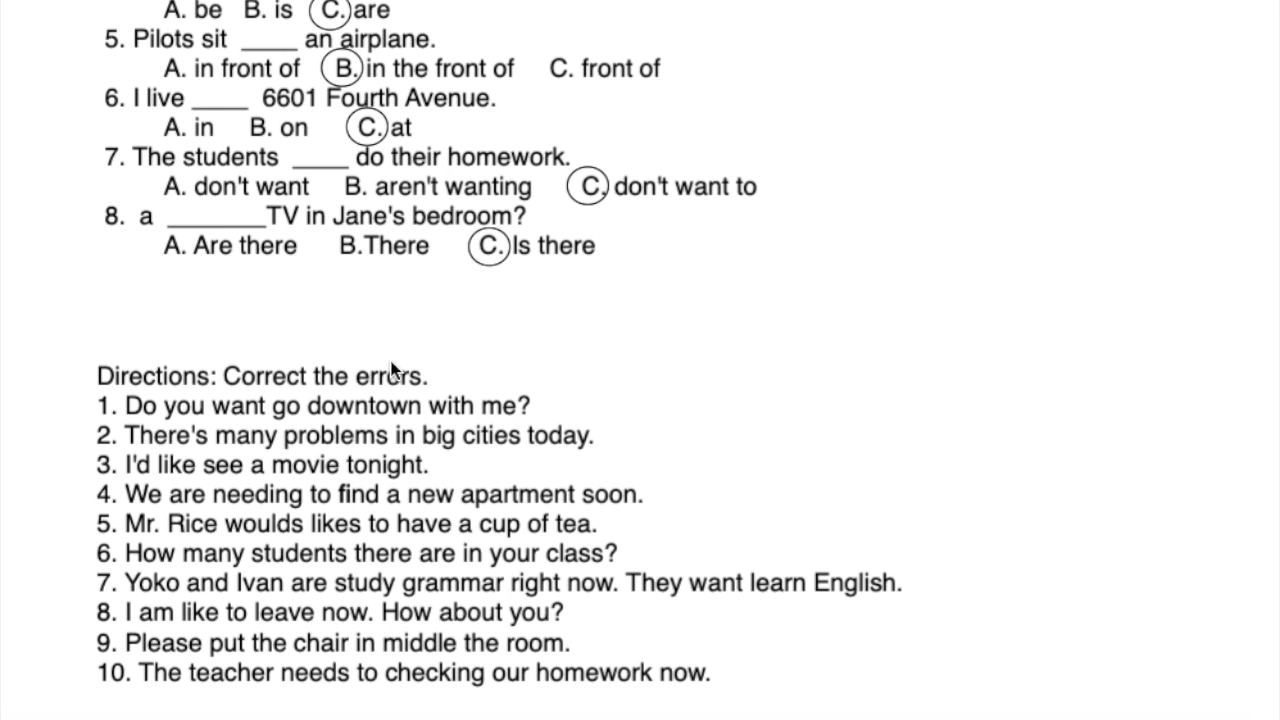 A. be B. is C. are
5. Pilots sit ____ an airplane.
A. in front of B. in the front of C. front of
6. I live ____ 6601 Fourth Avenue.
A. in B. on C. at
7. The students ____ do their homework.
A. don't want B. aren't wanting C. don't want to
8. a _______TV in Jane's bedroom?
A. Are there B.There C. Is there
Directions: Correct the errors.
1. Do you want go downtown with me?
2. There's many problems in big cities today.
3. I'd like see a movie tonight.
4. We are needing to find a new apartment soon.
5. Mr. Rice woulds likes to have a cup of tea.
6. How many students there are in your class?
7. Yoko and Ivan are study grammar right now. They want learn English.
8. I am like to leave now. How about you?
9. Please put the chair in middle the room.
10. The teacher needs to checking our homework now.